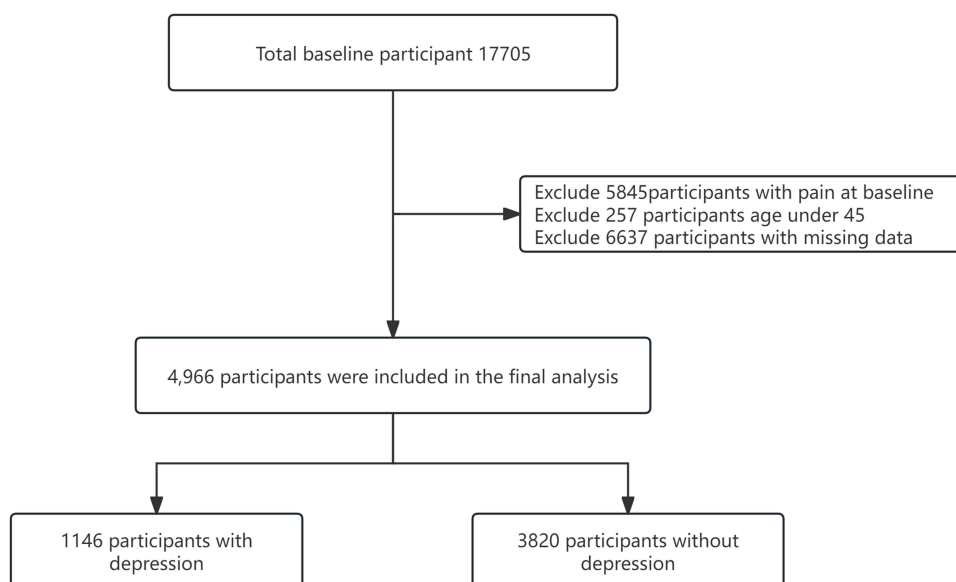 Total baseline participant 17705
Exclude 5845participants with pain at baseline
Exclude 257 participants age under 45
Exclude 6637 participants with missing data
4,966 participants were included in the final analysis
1146 participants with
depression
3820 participants without
depression